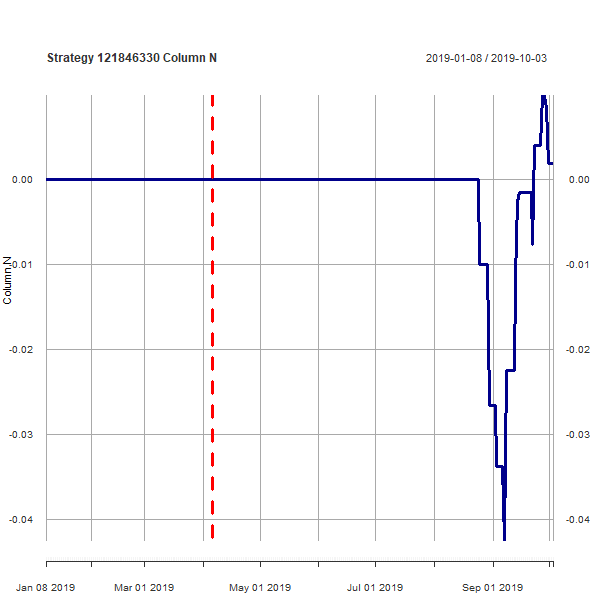 Strategy 121846330 Column N
2019-01-08 / 2019-10-03
Column,N
0.00 0.00
-0.01 -0.01
-0.02 -0.02
-0.03 -0.03
-0.04 -0.04
Jan 08 2019 Mar 01 2019 May 01 2019 Jul 01 2019 Sep 01 2019